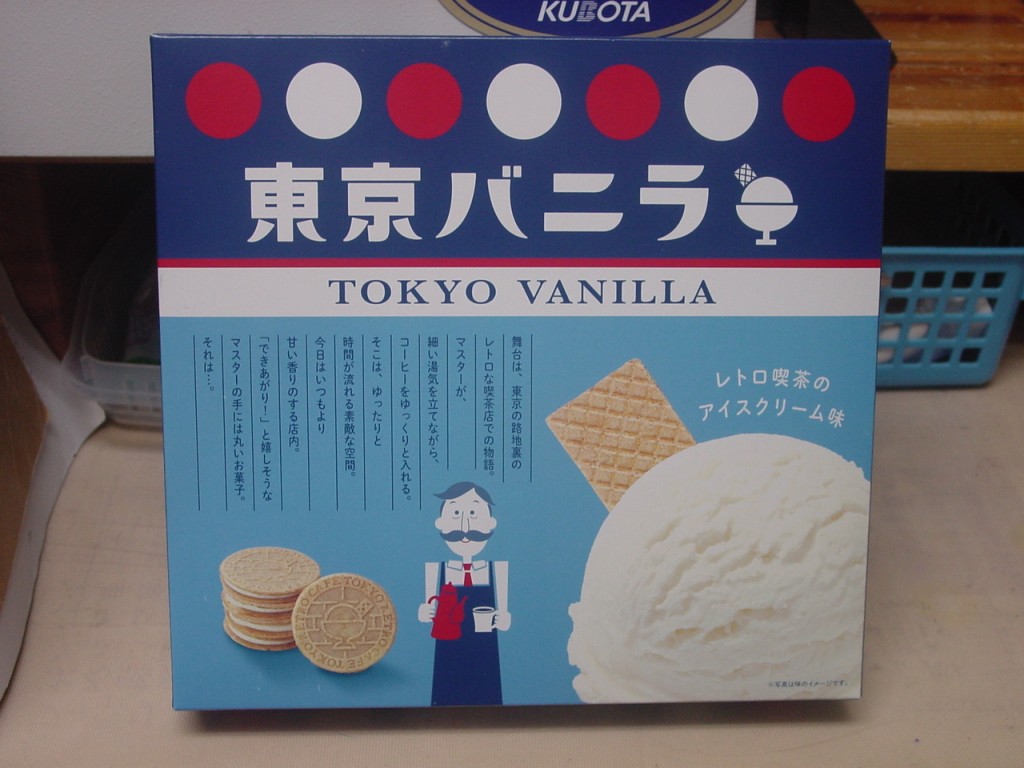 KUBOTA
東京バニラ
TOKYO VANILLA
レトロ喫茶の
アイスクリーム味
舞台は、東京の路地裏の
レトロな喫茶店での物語。
マスターが、
細い湯気を立てながら、
コーヒーをゆっくりと入れる。
そこは、ゆったりと
時間が流れる素敵な空間。
今日はいつもより
甘い香りのする店内。
「できあがり！」と嬉しそうな
マスターの手には丸いお菓子。
それは…。
TOKYO RETRO CAFE TOKYO RETRO CAFE
※写真は味のイメージです。